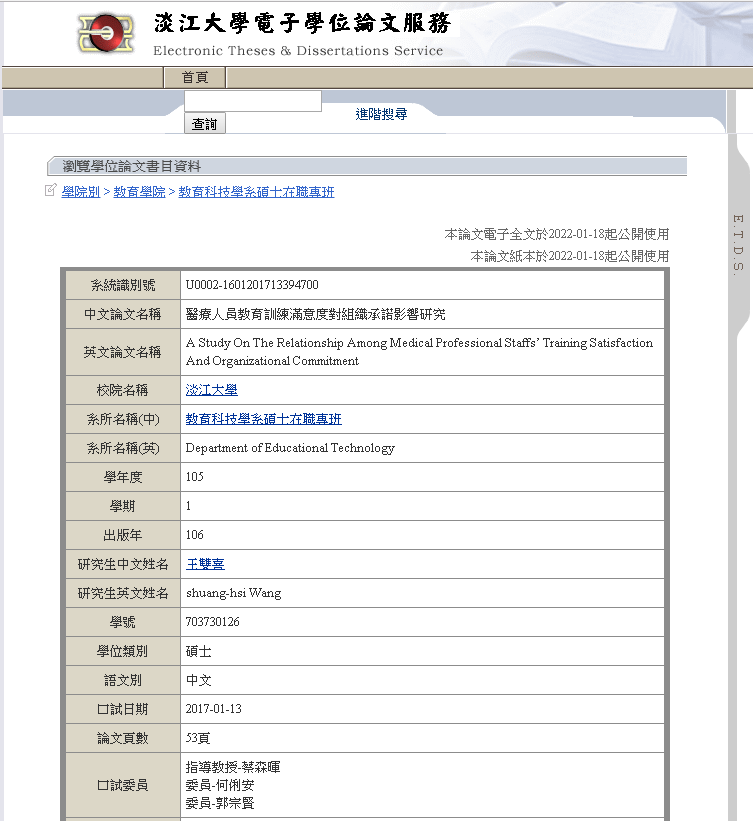 淡江大學電子學位論文服務
Electronic Theses & Dissertations Service
首頁
查詢
進階搜尋
瀏覽學位論文書目資料
學院別 > 教育學院 > 教育科技學系碩士在職專班
本論文電子全文於2022-01-18起公開使用
本論文紙本於2022-01-18起公開使用
E.T.D.S.
系統識別號 U0002-1601201713394700
中文論文名稱 醫療人員教育訓練滿意度對組織承諾影響研究
英文論文名稱 A Study On The Relationship Among Medical Professional Staffs’ Training Satisfaction
And Organizational Commitment
校院名稱 淡江大學
系所名稱(中) 教育科技學系碩士在職專班
系所名稱(英) Department of Educational Technology
學年度 105
學期 1
出版年 106
研究生中文姓名 王雙喜
研究生英文姓名 shuang-hsi Wang
學號 703730126
學位類別 碩士
語文別 中文
口試日期 2017-01-13
論文頁數 53頁
口試委員 指導教授-蔡森暉
委員-何俐安
委員-郭宗賢